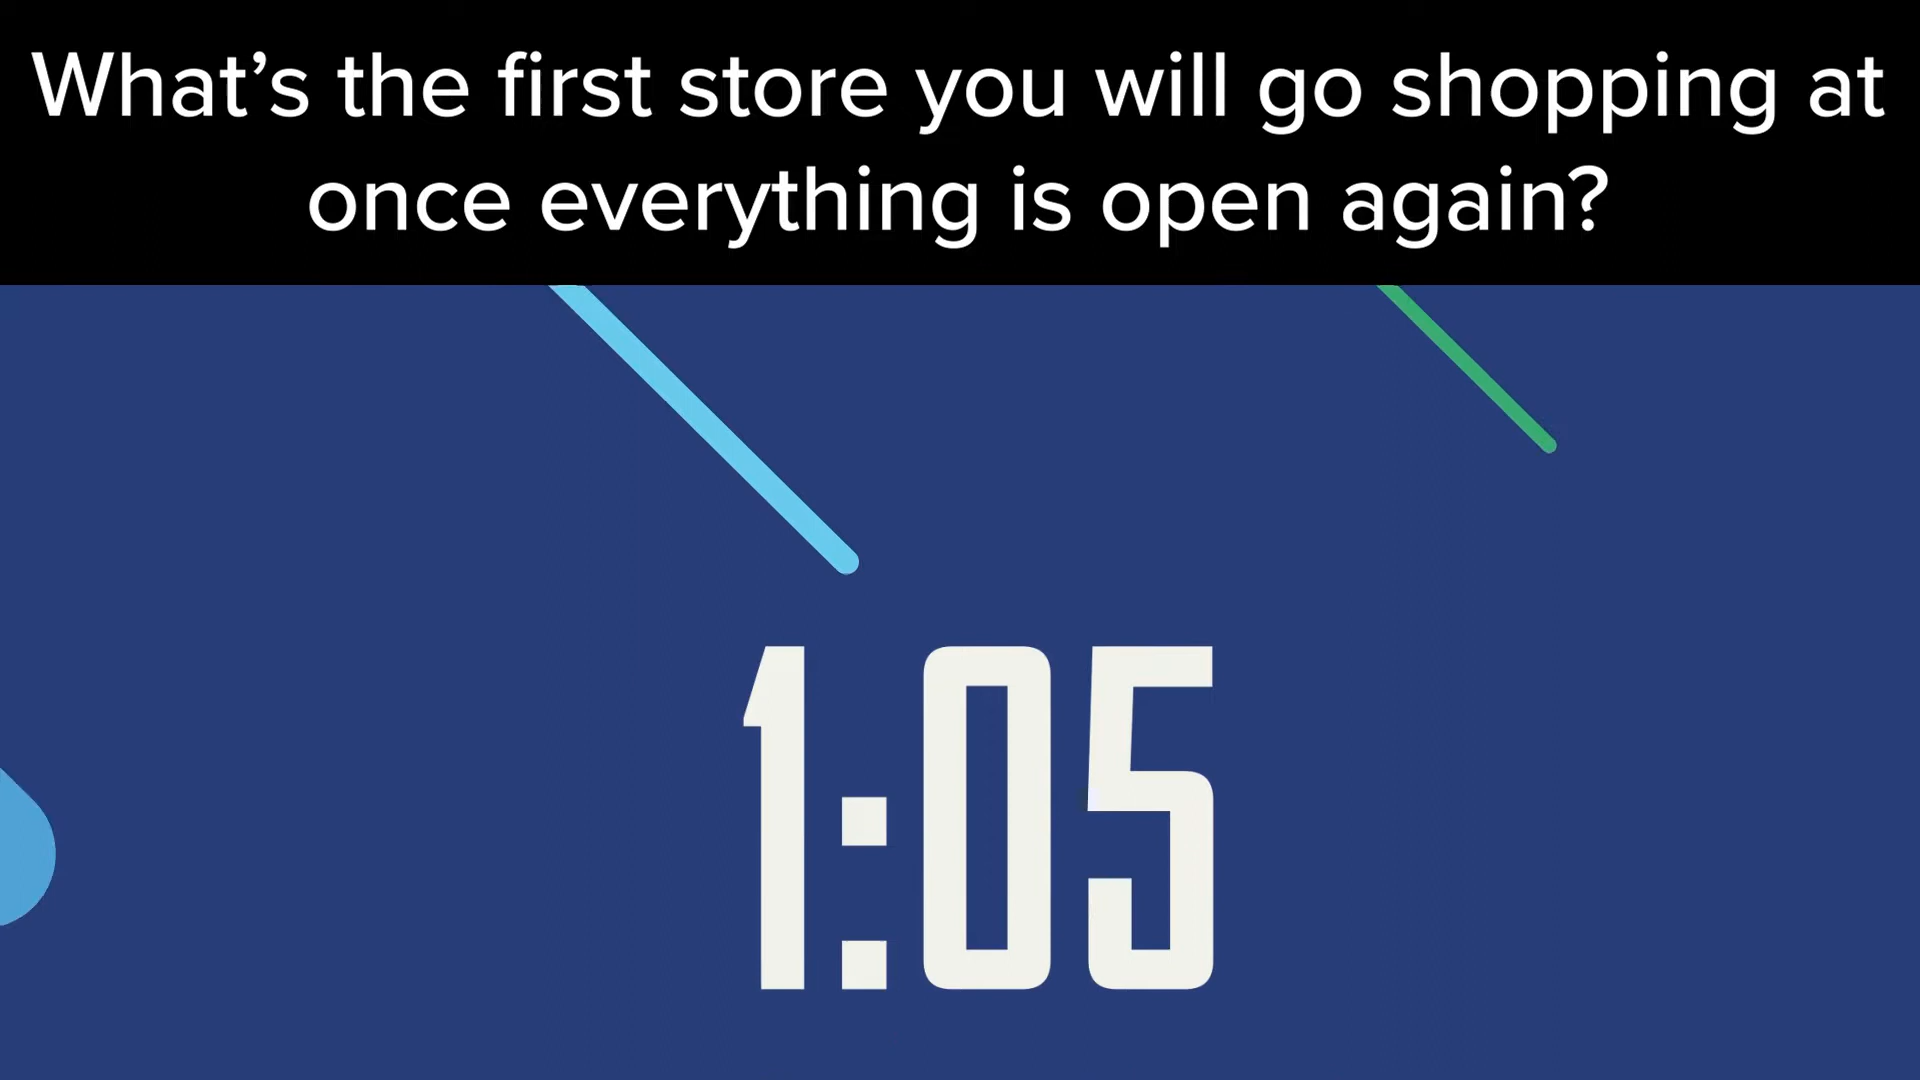 What’s the first store you will go shopping at
once everything is open again?
1:05